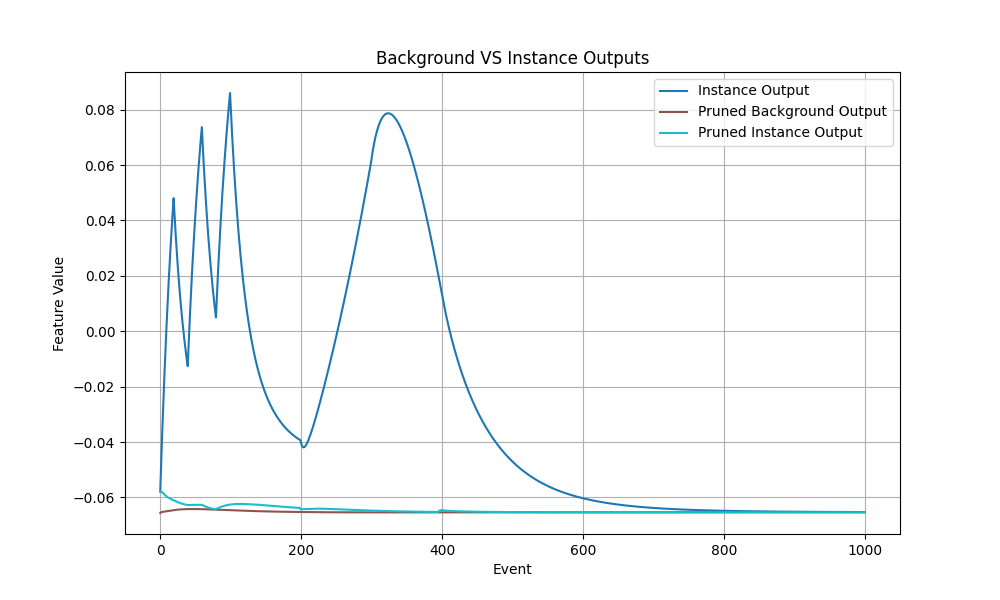 Background VS Instance Outputs
Instance Output
Pruned Background Output
Pruned Instance Output
Feature Value
0.08
0.06
0.04
0.02
0.00
−0.02
−0.04
−0.06
0 200 400 600 800 1000
Event